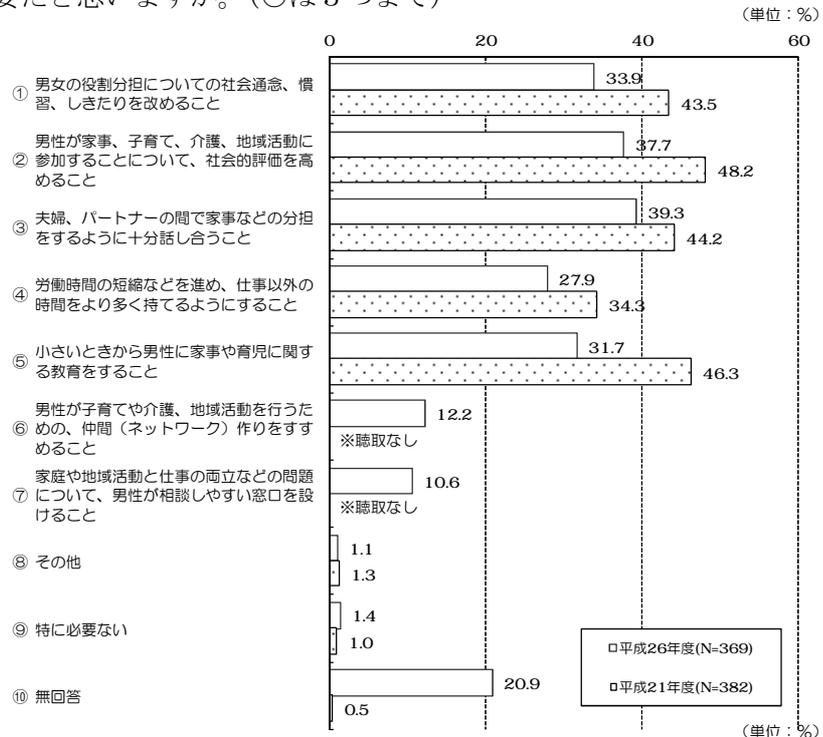 要だと思いますか。（○は３つまで）
（単位：％）
0 20 40 60
① 男女の役割分担についての社会通念、慣
習、しきたりを改めること
33.9
43.5
男性が家事、子育て、介護、地域活動に
② 参加することについて、社会的評価を高
めること
37.7
48.2
③ 夫婦、パートナーの間で家事などの分担
をするように十分話し合うこと
39.3
44.2
④ 労働時間の短縮などを進め、仕事以外の
時間をより多く持てるようにすること
27.9
34.3
⑤ 小さいときから男性に家事や育児に関す
る教育をすること
31.7
46.3
男性が子育てや介護、地域活動を行うた
⑥ めの、仲間（ネットワーク）作りをすす
めること
12.2
※聴取なし
家庭や地域活動と仕事の両立などの問題
⑦ について、男性が相談しやすい窓口を設
けること
10.6
※聴取なし
⑧ その他
1.1
1.3
⑨ 特に必要ない
1.4
1.0
⑩ 無回答
20.9
0.5
平成26年度(N=369)
平成21年度(N=382)
（単位：％）